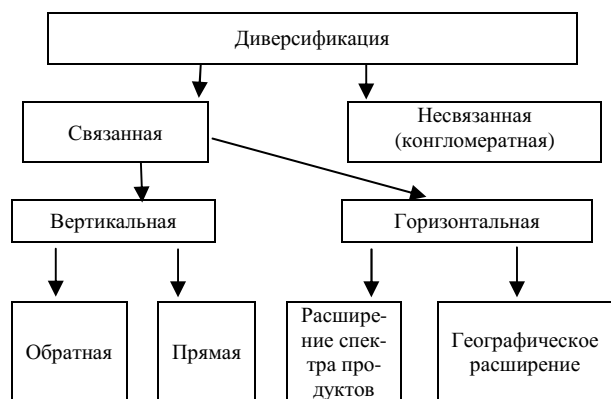 Диверсификация
Связанная
Несвязанная
(конгломератная)
Вертикальная
Горизонтальная
Обратная
Прямая
Расшире-
ние спек-
тра про-
дуктов
Географическое
расширение